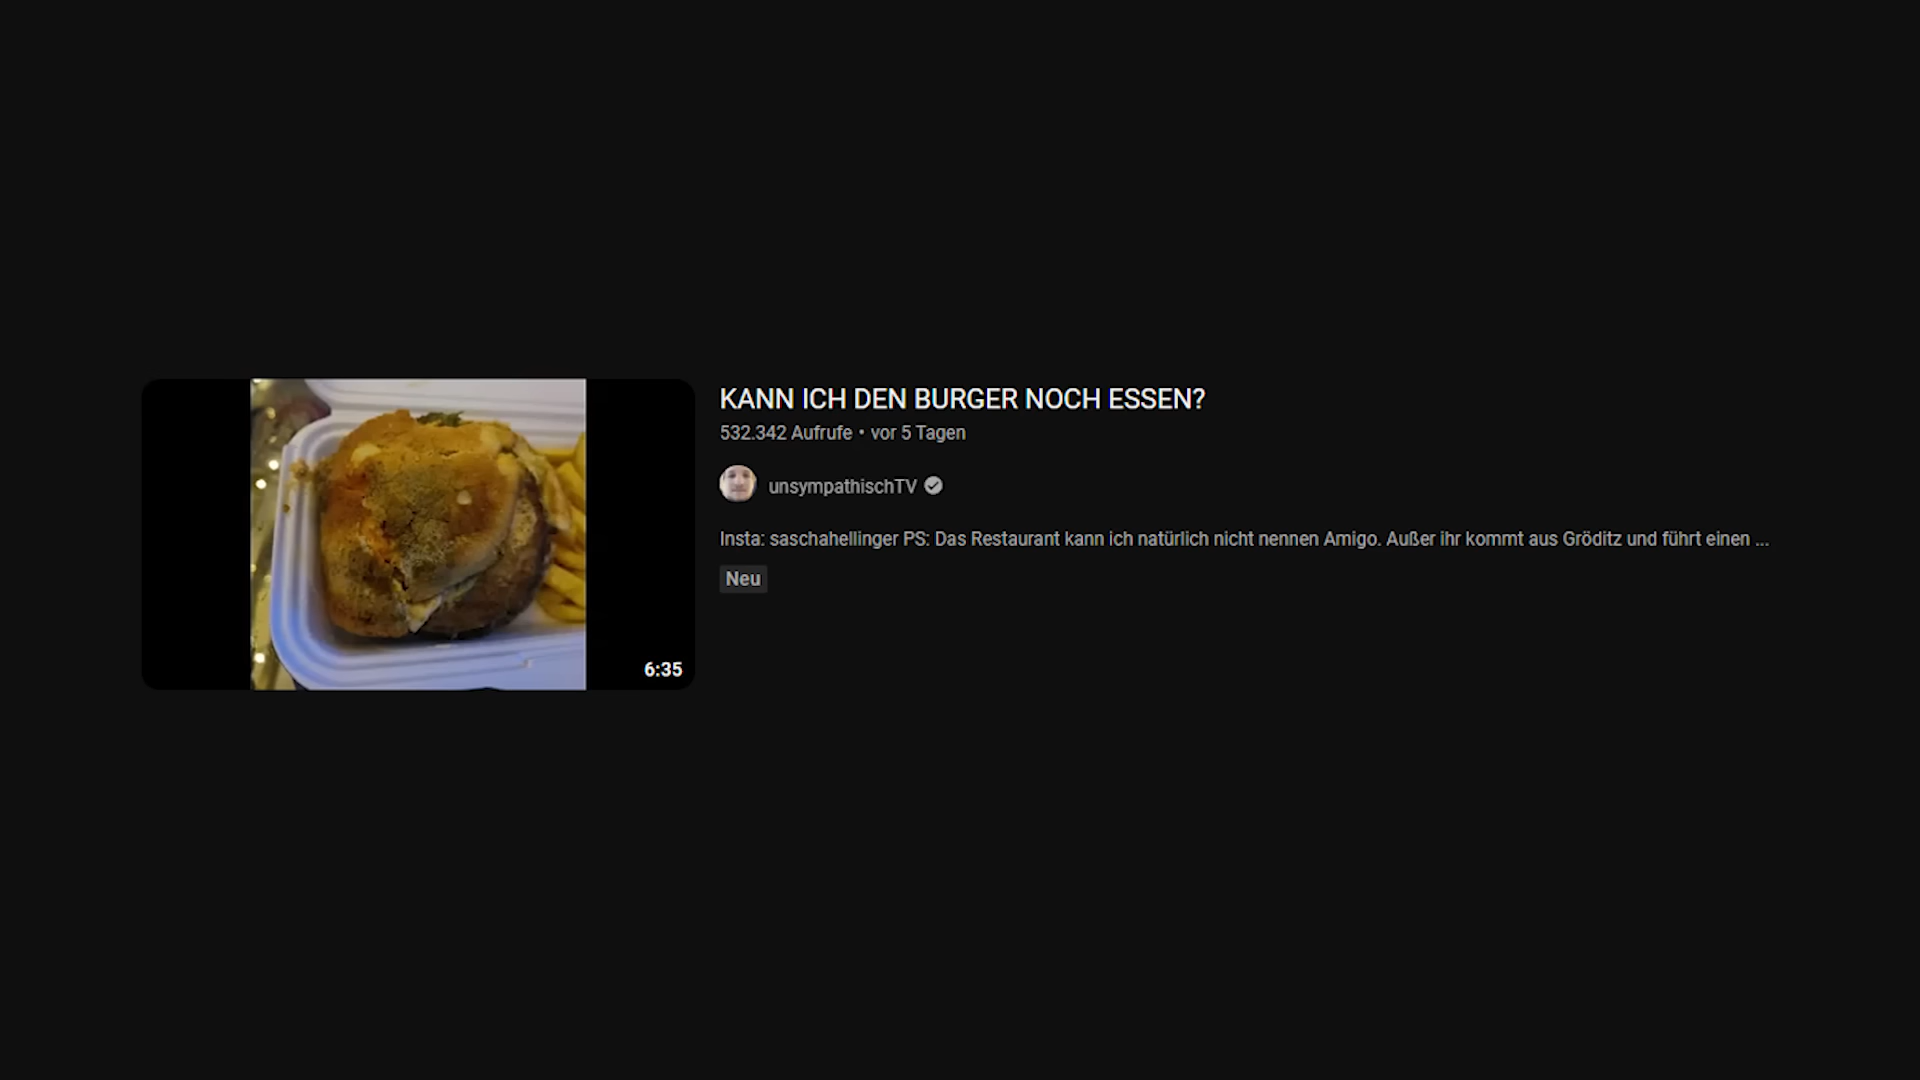 KANN ICH DEN BURGER NOCH ESSEN?
532.342 Aufrufe • vor 5 Tagen
unsympathischTV
Insta: saschahellinger PS: Das Restaurant kann ich natürlich nicht nennen Amigo. Außer ihr kommt aus Gröditz und führt einen ...
Neu
6:35